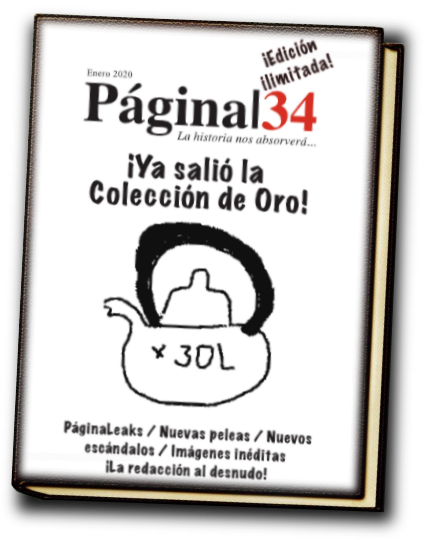 ¡Edición
ilimitada!
Enero 2020
Página|34
La historia nos absorverá...
¡Ya salió la
Colección de Oro!
x 30L
PáginaLeaks / Nuevas peleas / Nuevos
escándalos / Imágenes inéditas
¡La redacción al desnudo!